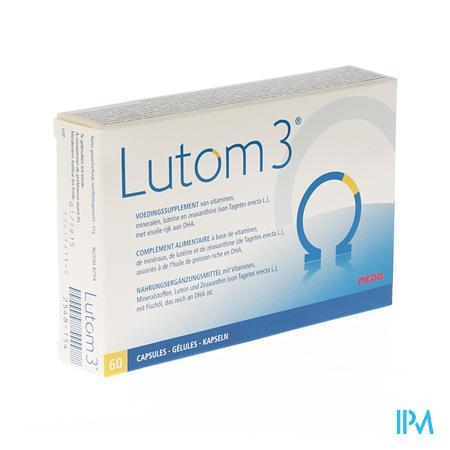 Lutom 3®
VOEDINGSSUPPLEMENT van vitaminen,
mineralen, luteïne en zeaxanthine (van Tagetes erecta L.),
met visolie rijk aan DHA.
COMPLÉMENT ALIMENTAIRE à base de vitamines,
de minéraux, de lutéine et de zéaxanthine (de Tagetes erecta L.),
associés à de l'huile de poisson riche en DHA.
NAHRUNGSERGÄNZUNGSMITTEL mit Vitaminen,
Mineralstoffen, Lutein und Zeaxanthin (von Tagetes erecta L.),
mit Fischöl, das reich an DHA ist.
MEDA
60 CAPSULES - GÉLULES - KAPSELN
Lutom 3®
2548-154
LOT
IPM